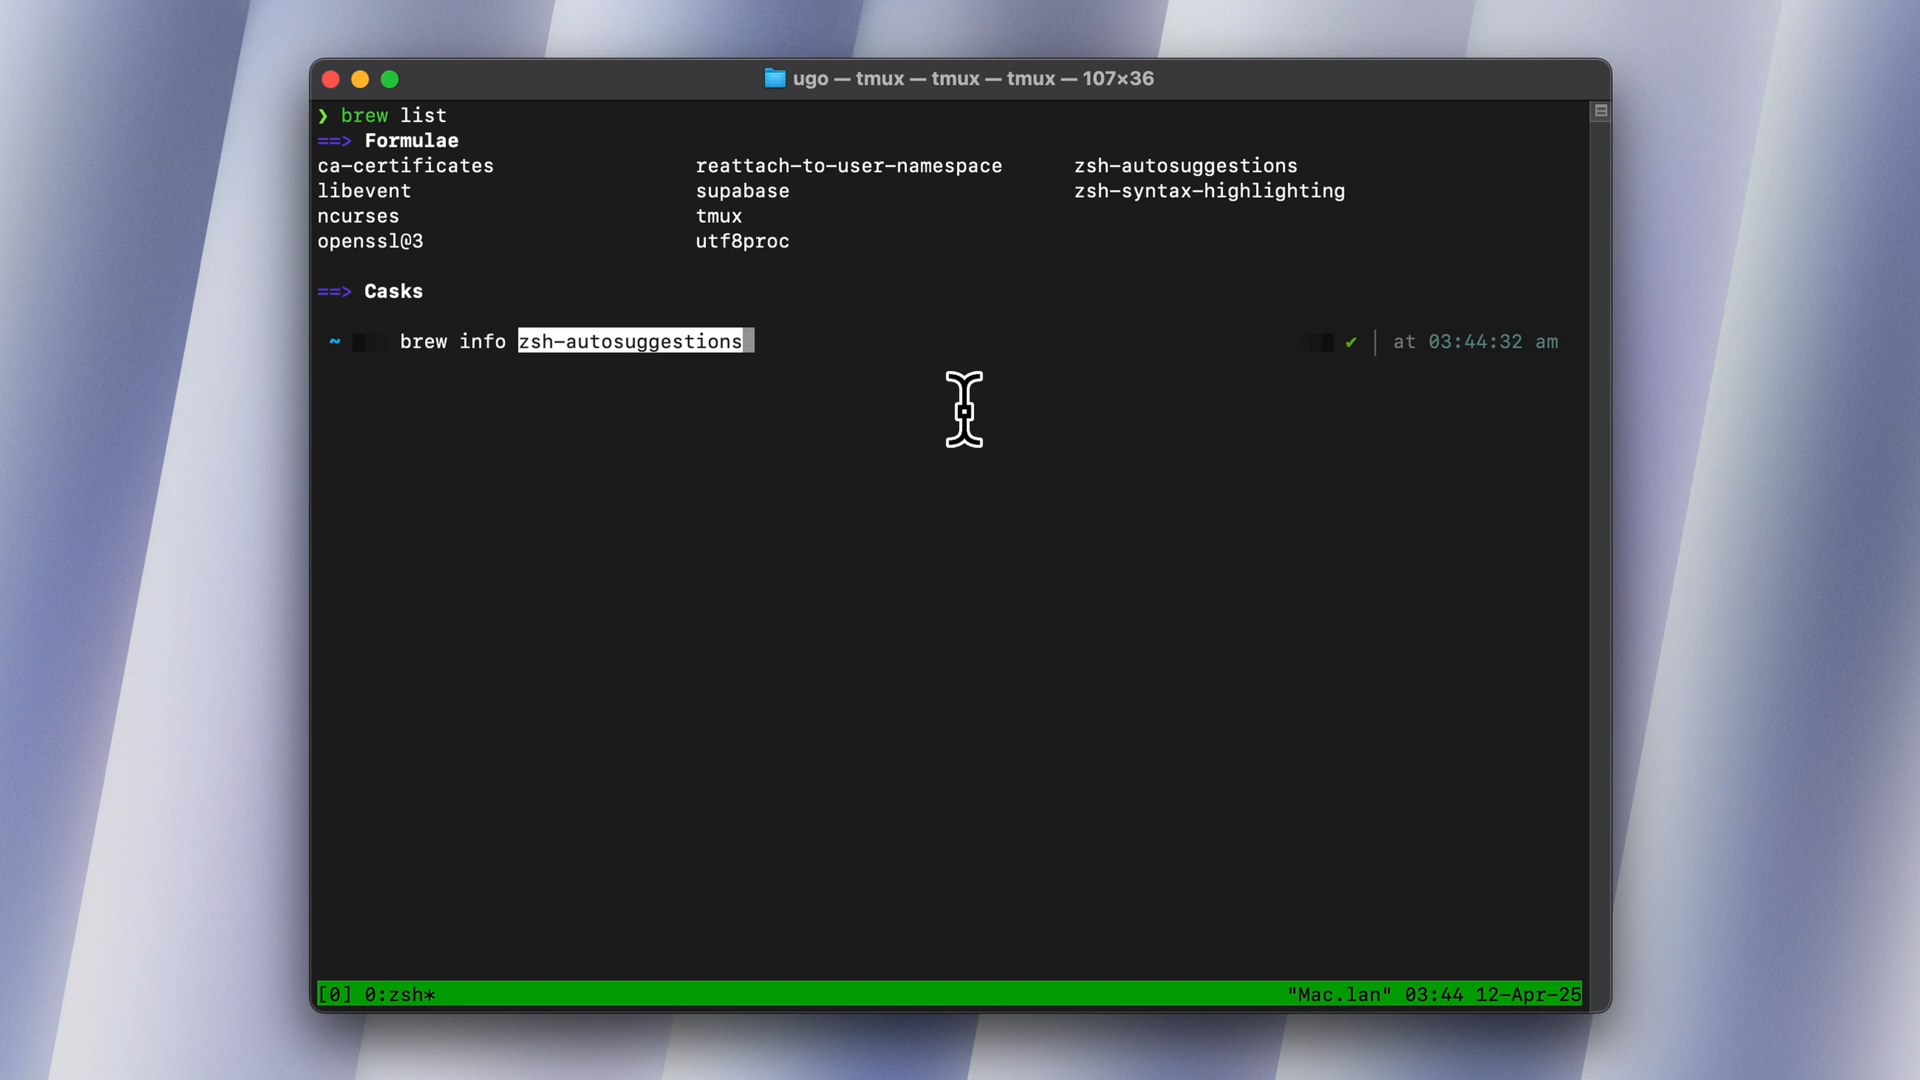 ugo — tmux — tmux — tmux — 107×36
❯ brew list
==> Formulae
ca-certificates reattach-to-user-namespace zsh-autosuggestions
libevent supabase zsh-syntax-highlighting
ncurses tmux
openssl@3 utf8proc
==> Casks
~ brew info zsh-autosuggestions ✔ | at 03:44:32 am
[0] 0:zsh* "Mac.lan" 03:44 12-Apr-25